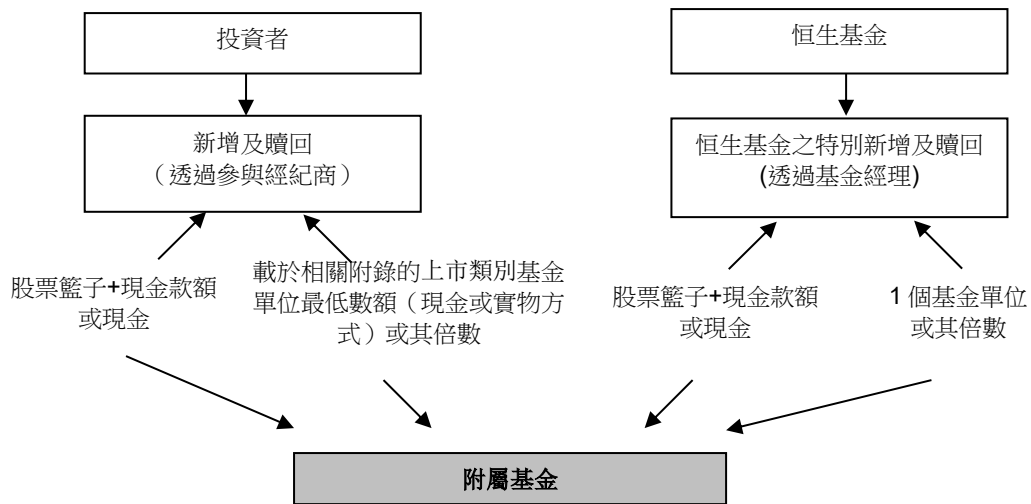 投資者
恒生基金
新增及贖回
（透過參與經紀商）
恒生基金之特別新增及贖回
(透過基金經理)
股票籃子+現金款額
或現金
載於相關附錄的上市類別基金
單位最低數額（現金或實物方
式）或其倍數
股票籃子+現金款額
或現金
1 個基金單位
或其倍數
附屬基金